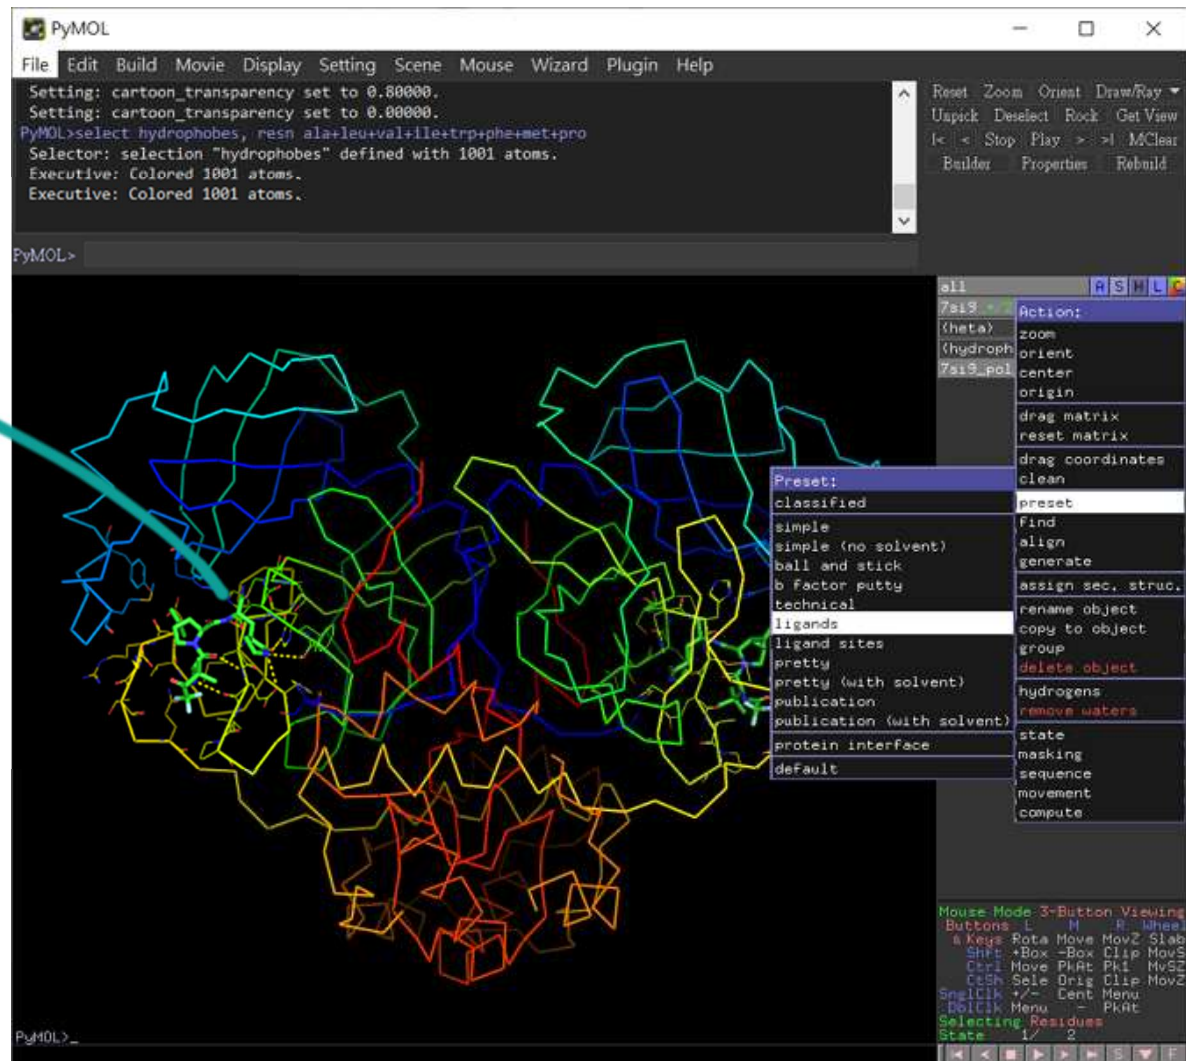 PyMOL
File Edit Build Movie Display Setting Scene Mouse Wizard Plugin Help
Setting: cartoon_transparency set to 0.80000.
Setting: cartoon_transparency set to 0.00000.
PyMOL>select hydrophobes, resn ala+leu+val+ile+trp+phe+met+pro
Selector: selection "hydrophobes" defined with 1001 atoms.
Executive: Colored 1001 atoms.
Executive: Colored 1001 atoms.
PyMOL>
Reset Zoom Orient Draw/Ray
Unpick Deselect Rock Get View
|< < Stop Play > >| MClear
Builder Properties Rebuild
all A S H L C
7si9
(heta)
(hydroph
7si9_pol
Action:
zoom
orient
center
origin
drag matrix
reset matrix
drag coordinates
clean
preset
find
align
generate
assign sec. struc.
rename object
copy to object
group
delete object
hydrogens
remove waters
state
masking
sequence
movement
compute
Preset:
classified
simple
simple (no solvent)
ball and stick
b factor putty
technical
ligands
ligand sites
pretty
pretty (with solvent)
publication
publication (with solvent)
protein interface
default
Mouse Mode 3-Button Viewing
Buttons L M R Wheel
& Keys Rota Move MovZ Slab
Shft +Box -Box Clip MovS
Ctrl Move PkAt Pk1 MvSZ
CtSh Sele Orig Clip MovZ
SnglClk +/- Cent Menu
DblClk Menu - PkAt
Selecting Residues
State 1/ 2
PyMOL>_
S F